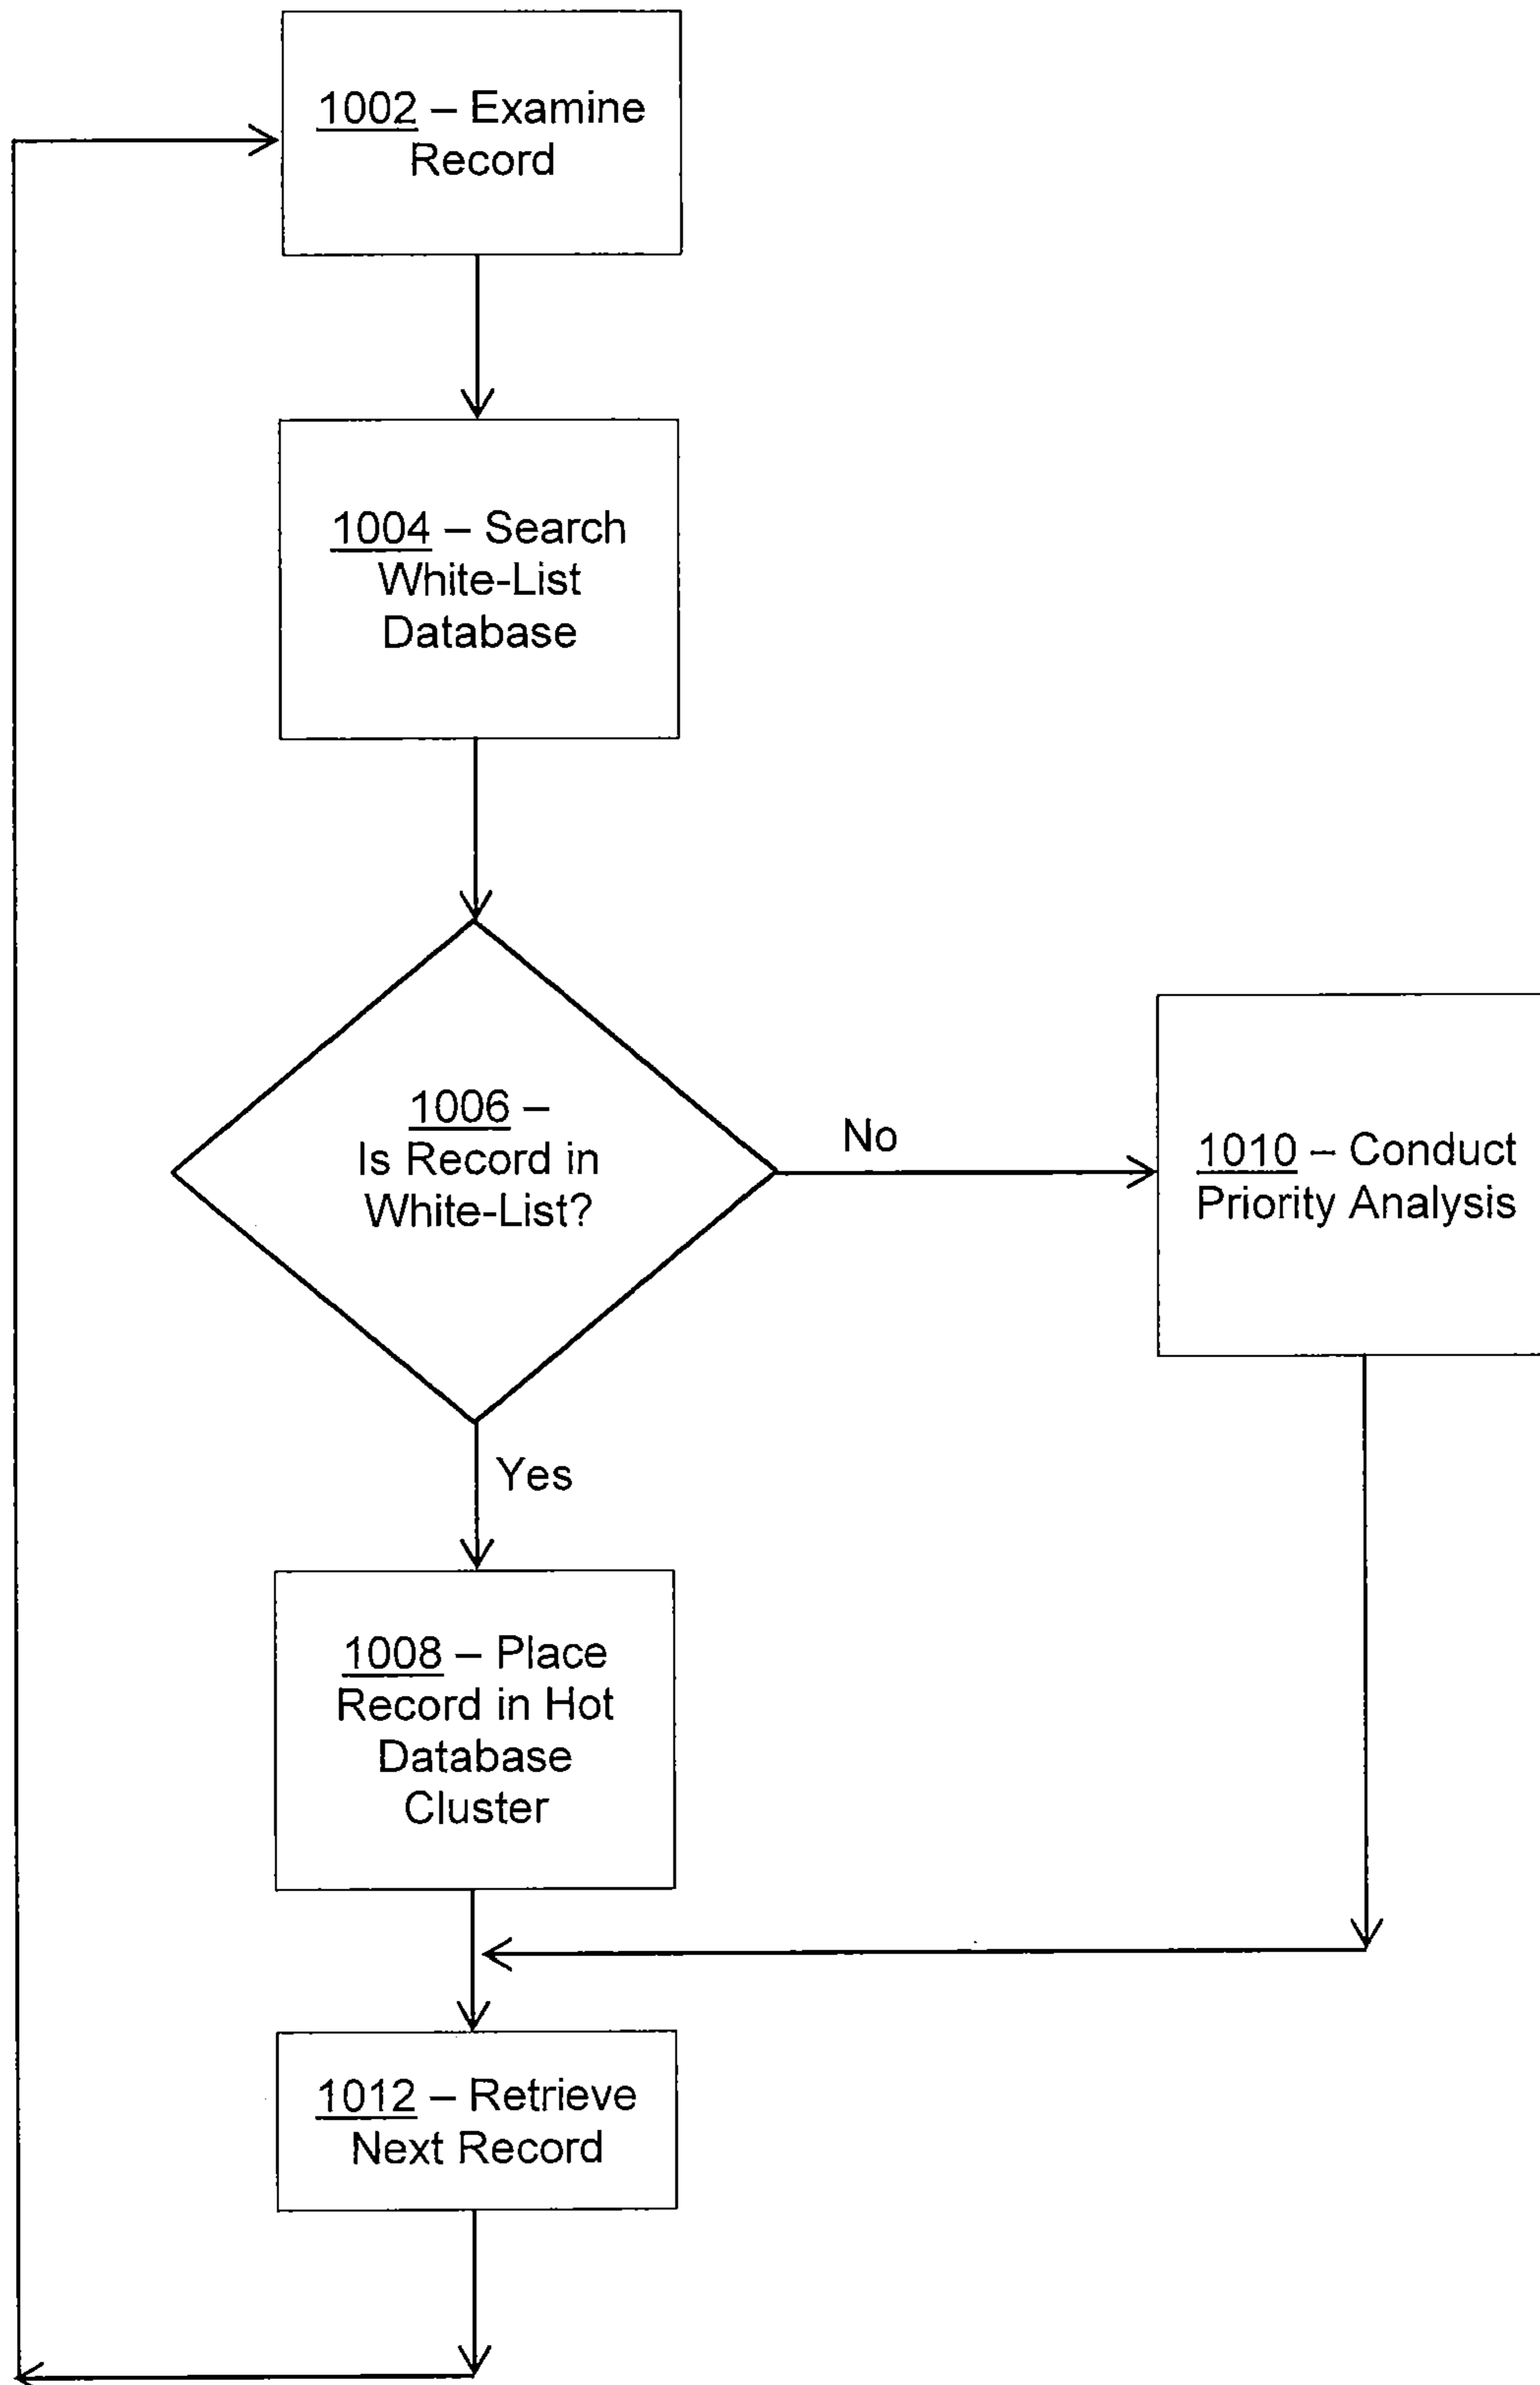 1002 – Examine
Record
1004 – Search
White-List
Database
1006 –
Is Record in
White-List?
No
1010 – Conduct
Priority Analysis
Yes
1008 – Place
Record in Hot
Database
Cluster
1012 – Retrieve
Next Record